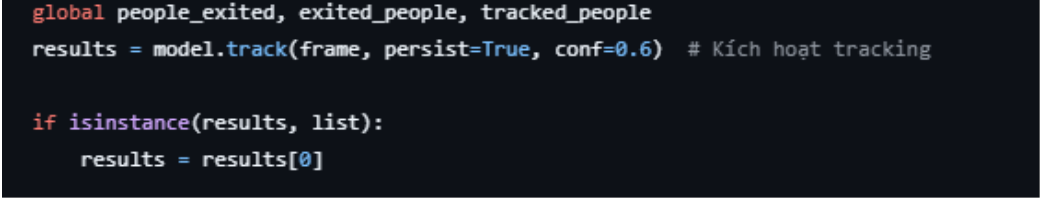 global people_exited, exited_people, tracked_people
results = model.track(frame, persist=True, conf=0.6)  # Kích hoạt tracking
if isinstance(results, list):
    results = results[0]